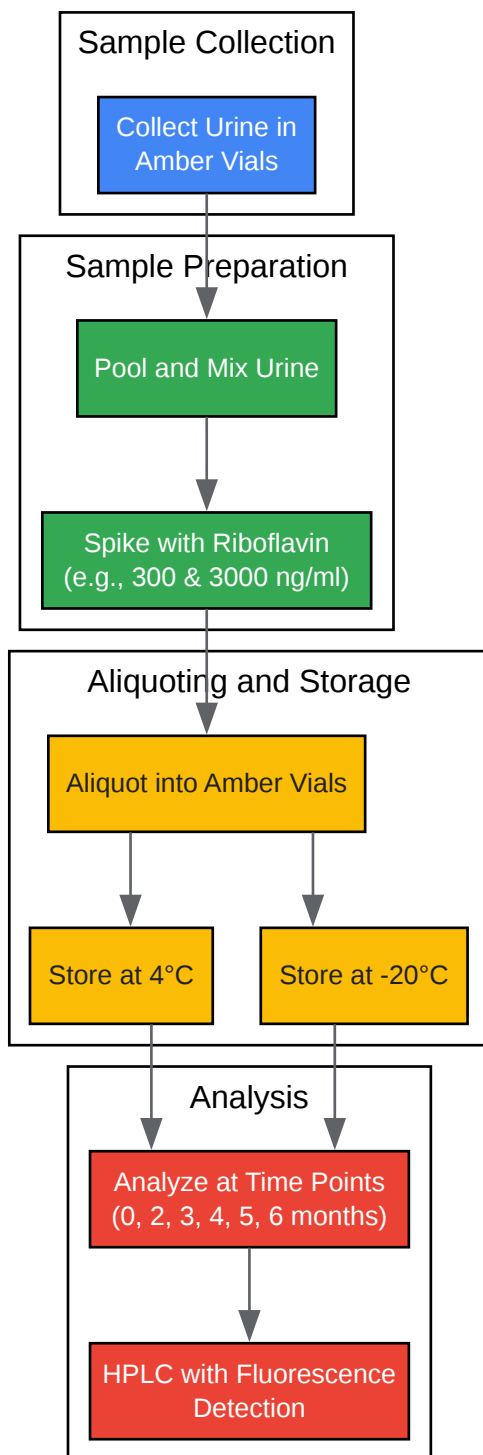 Sample Collection
Collect Urine in
Amber Vials
Sample Preparation
Pool and Mix Urine
Spike with Riboflavin
(e.g., 300 & 3000 ng/ml)
Aliquoting and Storage
Aliquot into Amber Vials
Store at 4°C
Store at -20°C
Analysis
Analyze at Time Points
(0, 2, 3, 4, 5, 6 months)
HPLC with Fluorescence
Detection